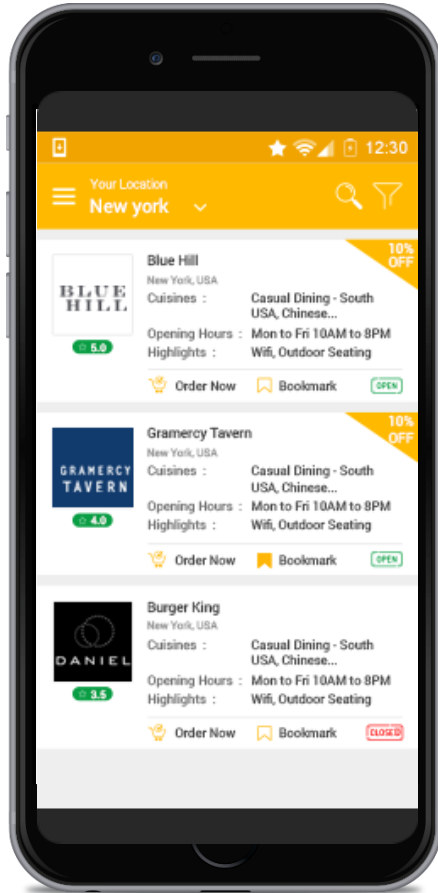 12:30
Your Location
New york
BLUE
HILL
5.0
Blue Hill
10%
OFF
New York, USA
Cuisines : Casual Dining - South
USA, Chinese...
Opening Hours : Mon to Fri 10AM to 8PM
Highlights : Wifi, Outdoor Seating
Order Now Bookmark OPEN
GRAMERCY
TAVERN
4.0
Gramercy Tavern
10%
OFF
New York, USA
Cuisines : Casual Dining - South
USA, Chinese...
Opening Hours : Mon to Fri 10AM to 8PM
Highlights : Wifi, Outdoor Seating
Order Now Bookmark OPEN
DANIEL
3.5
Burger King
New York, USA
Cuisines : Casual Dining - South
USA, Chinese...
Opening Hours : Mon to Fri 10AM to 8PM
Highlights : Wifi, Outdoor Seating
Order Now Bookmark CLOSED